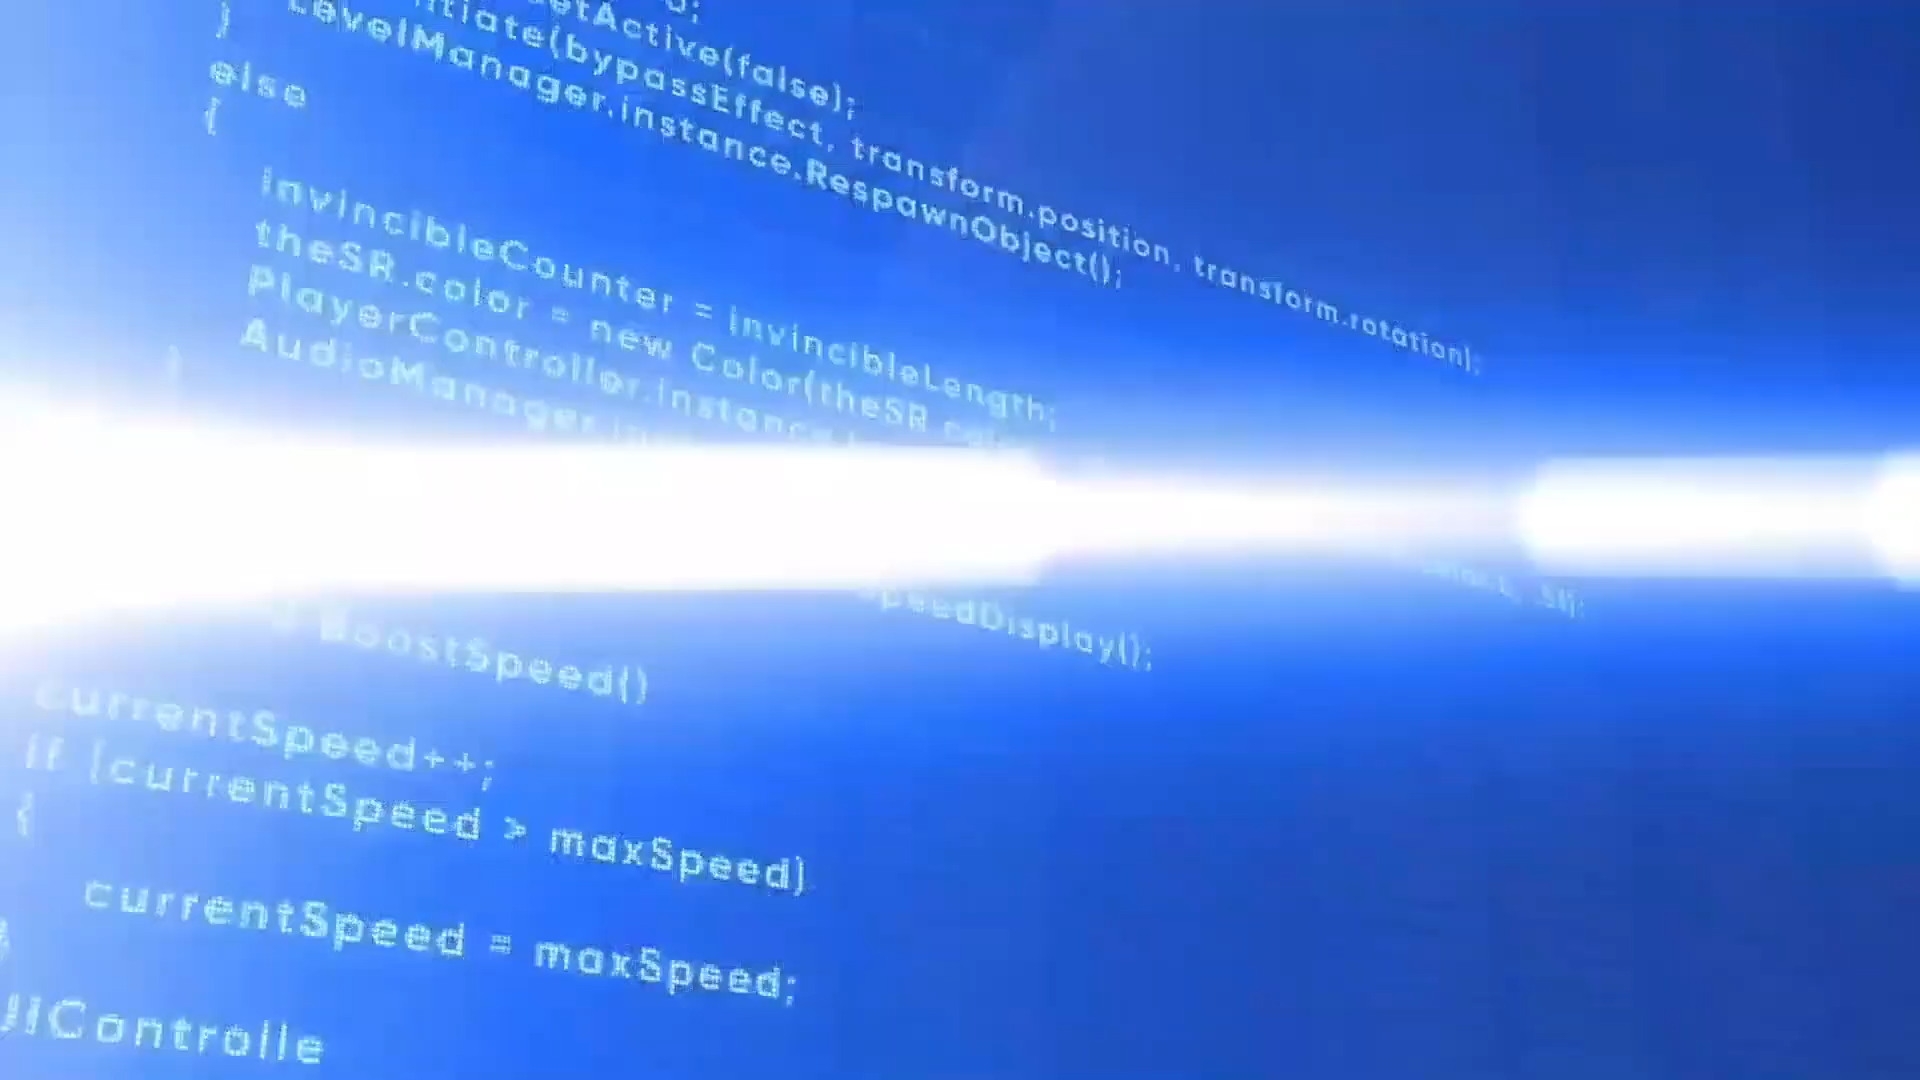 etActive(false);
tiate(bypassEffect, transform.position, transform.rotation);
LevelManager.instance.RespawnObject();
}
else
{
invincibleCounter = invincibleLength;
theSR.color = new Color(theSR
PlayerController.instance
AudioManager
}
BoostSpeed()
SpeedDisplay();
currentSpeed++;
if (currentSpeed > maxSpeed)
{
currentSpeed = maxSpeed;
UIControlle